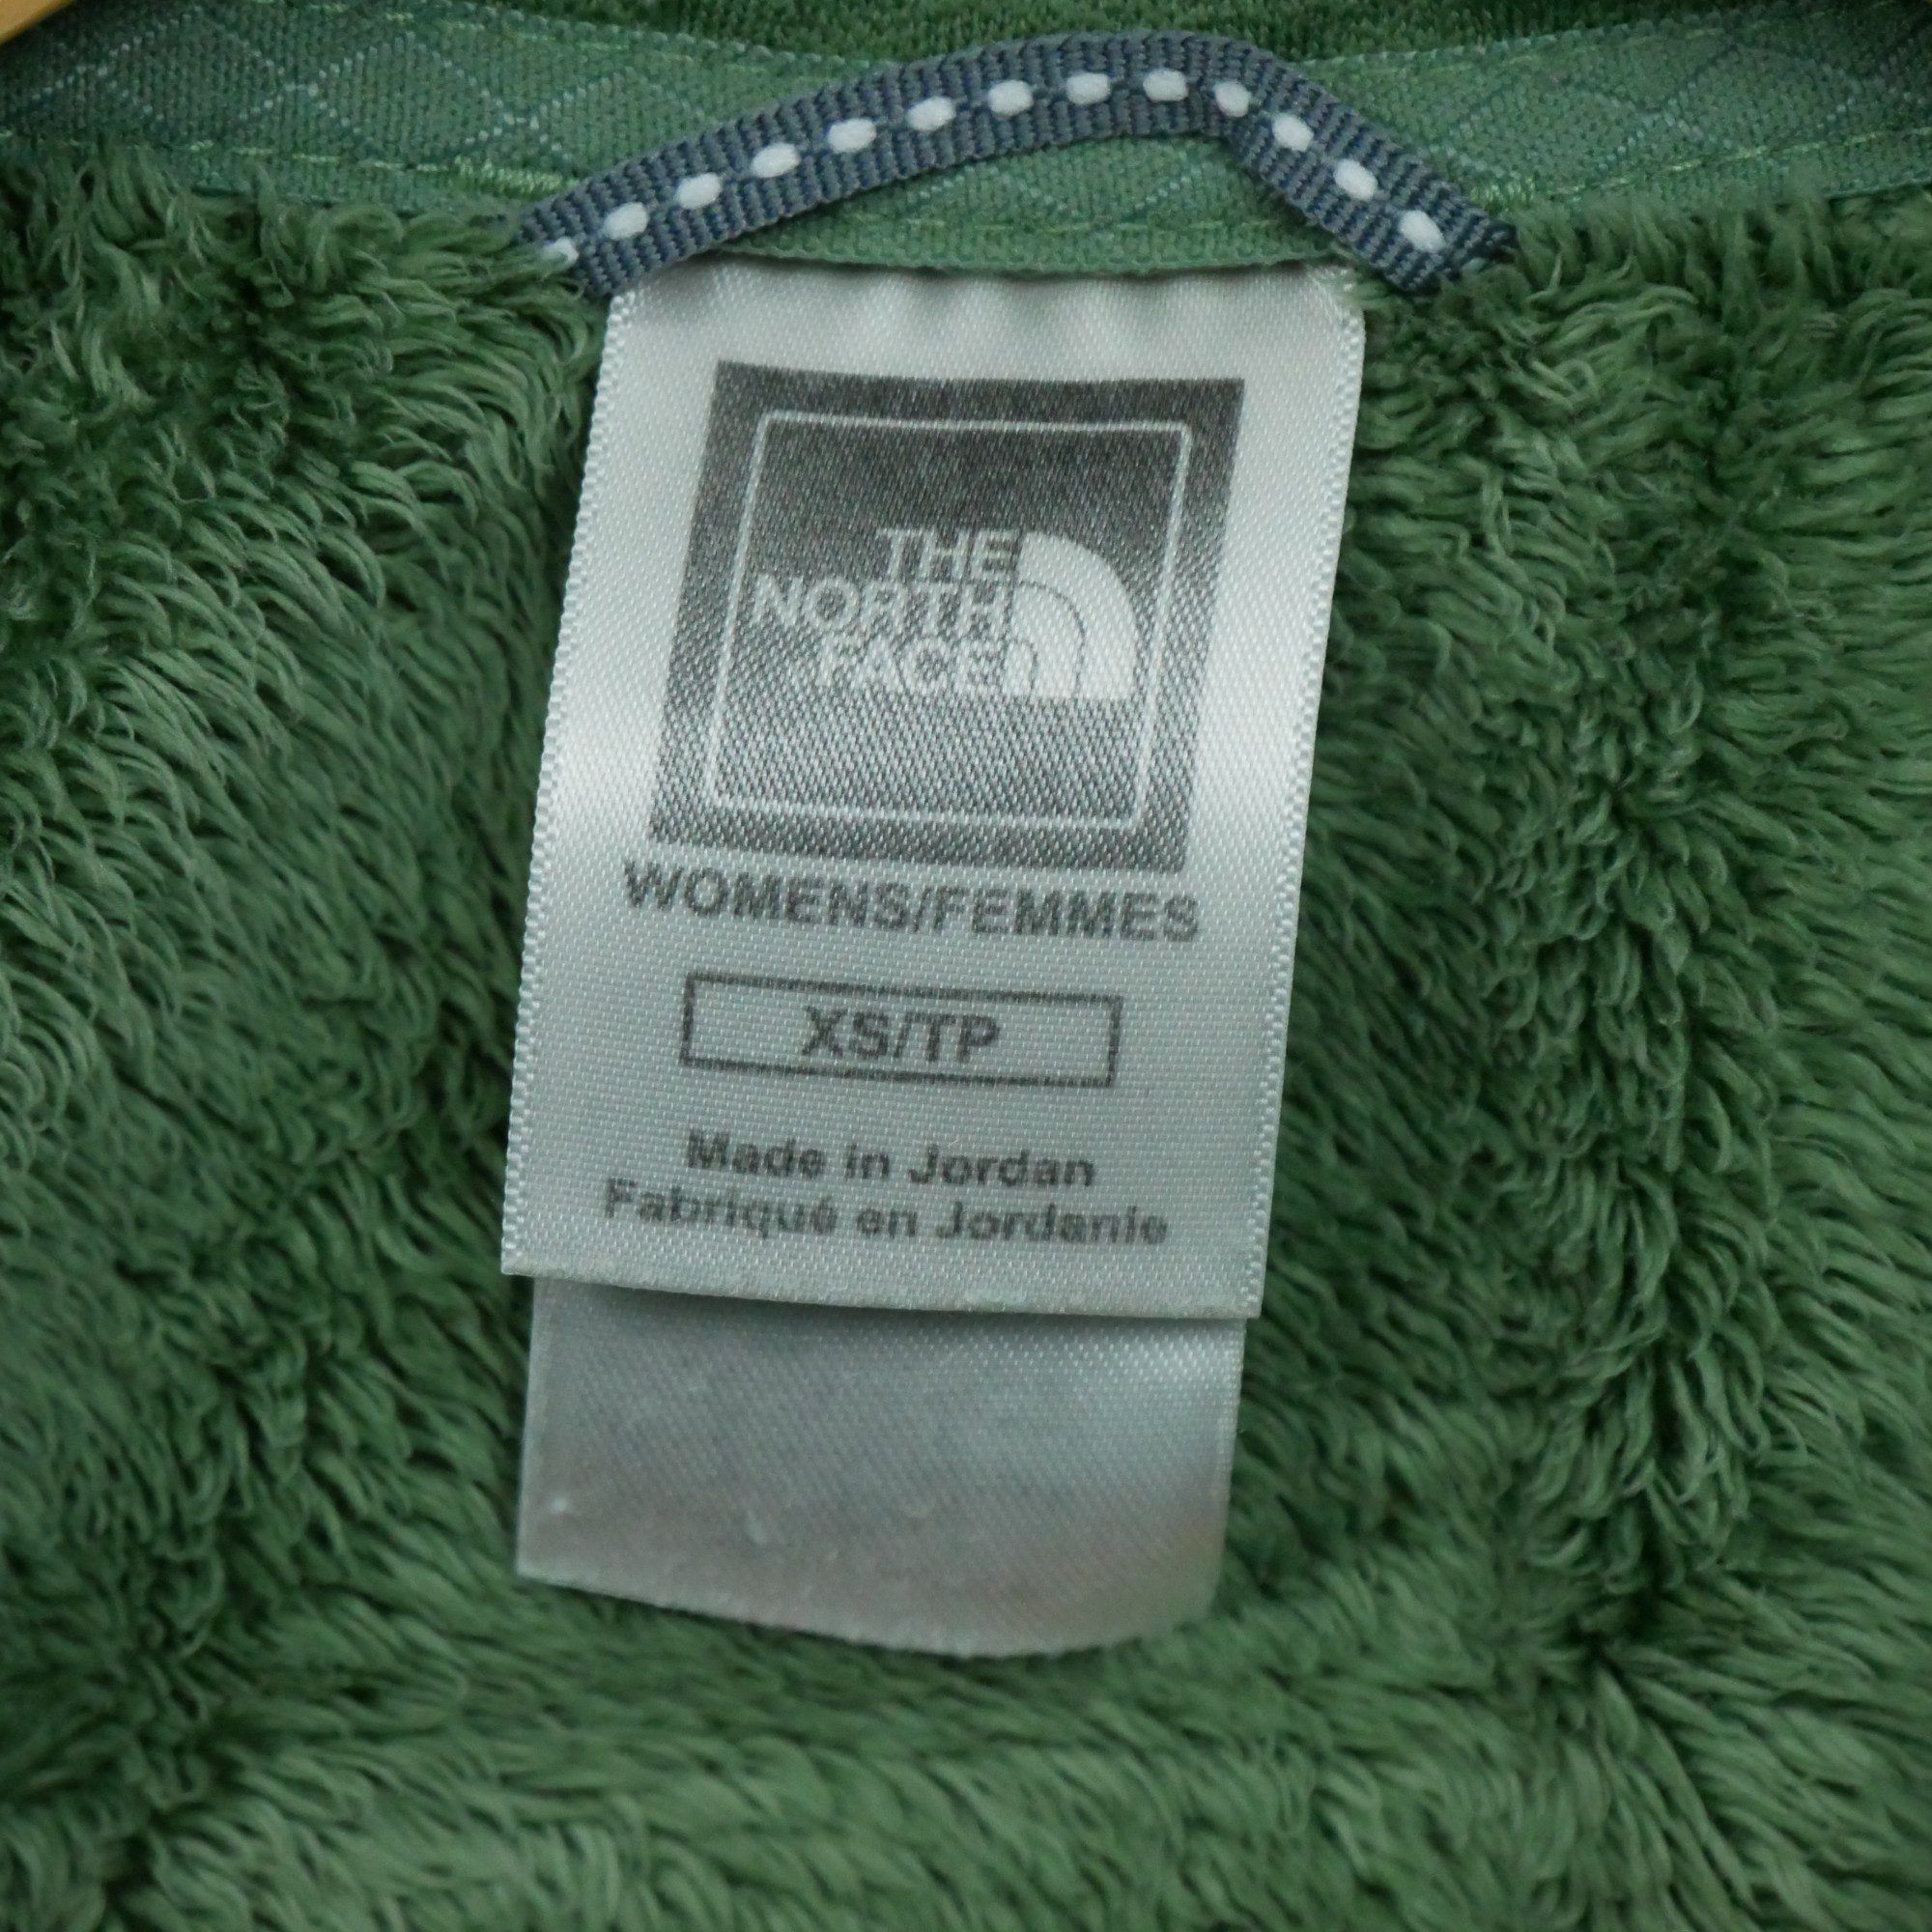 THE
NORTH
FACE
WOMENS/FEMMES
XS/TP
Made in Jordan
Fabriqué en Jordanie